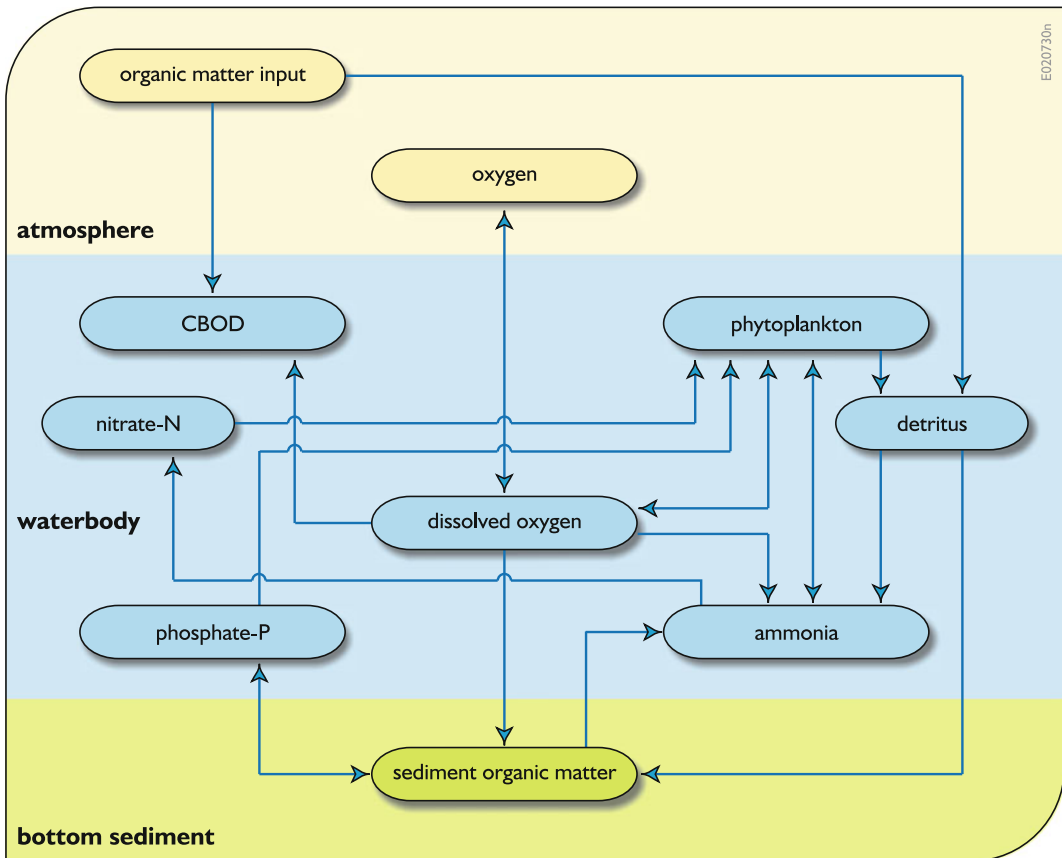 E020730n
organic matter input
oxygen
atmosphere
CBOD
phytoplankton
nitrate-N
detritus
waterbody
dissolved oxygen
phosphate-P
ammonia
sediment organic matter
bottom sediment